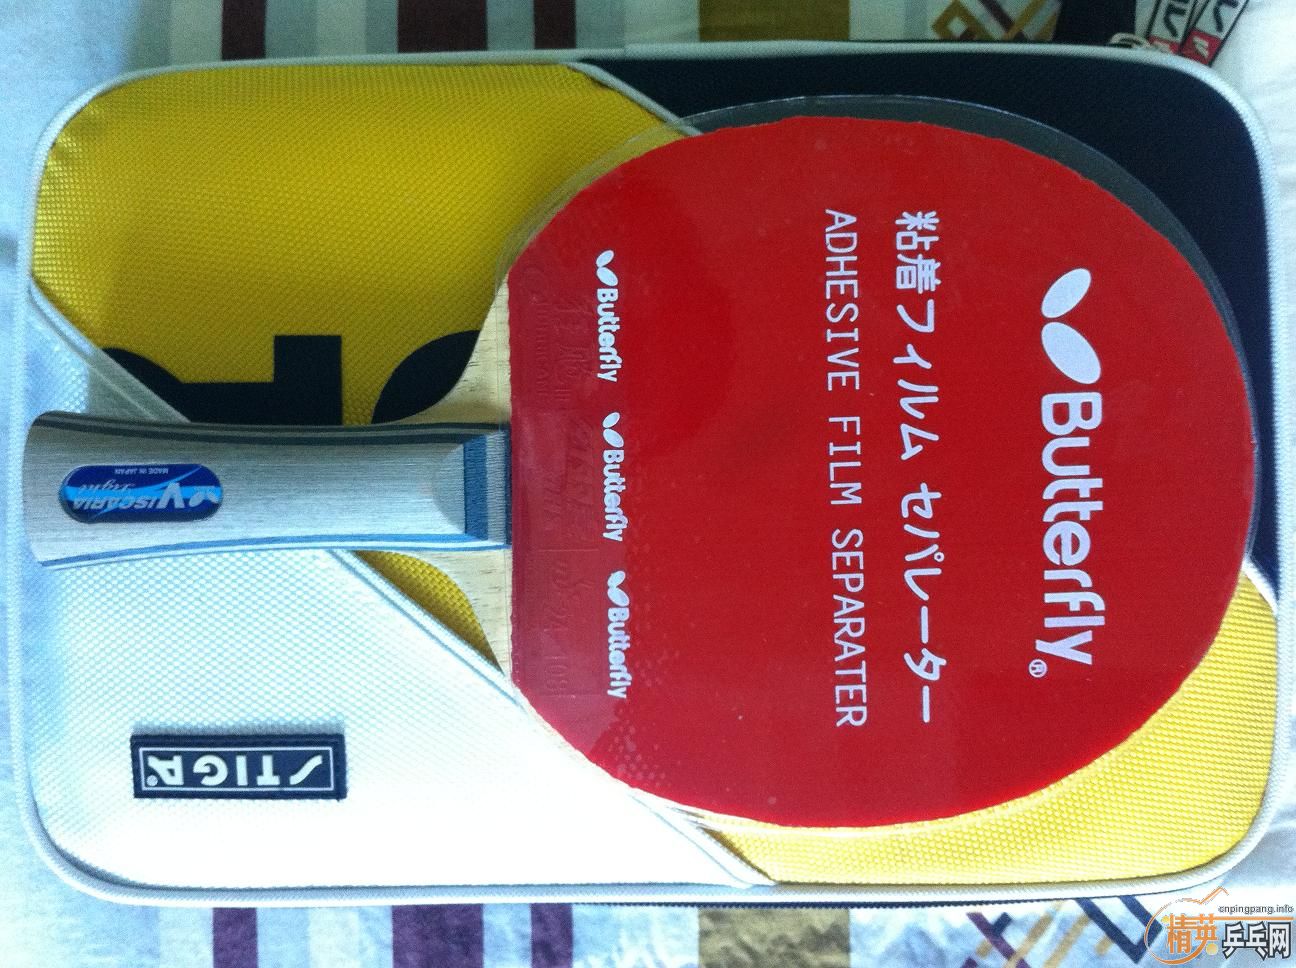 Butterfly®
粘着フィルム セパレーター
ADHESIVE FILM SEPARATER
Butterfly Butterfly Butterfly
VISCARIA
light
MADE IN JAPAN
STIGA®
cnpingpang.info
精英乒乓网